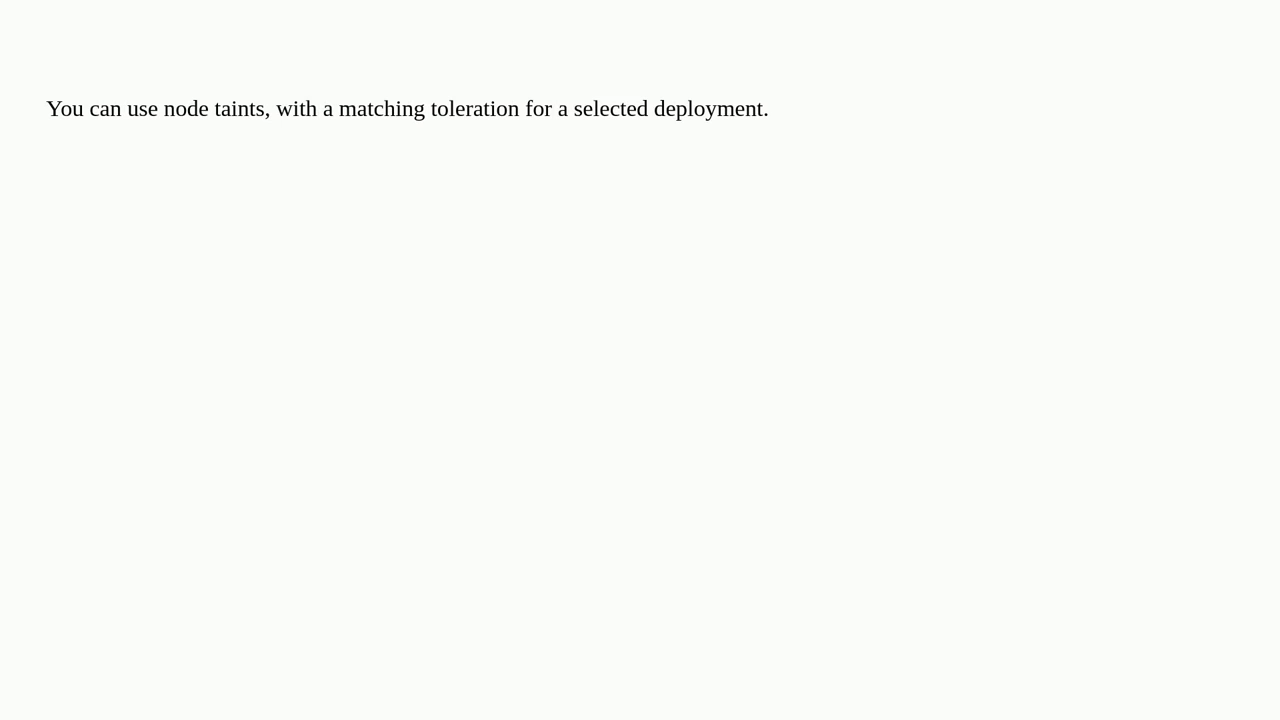 You can use node taints, with a matching toleration for a selected deployment.